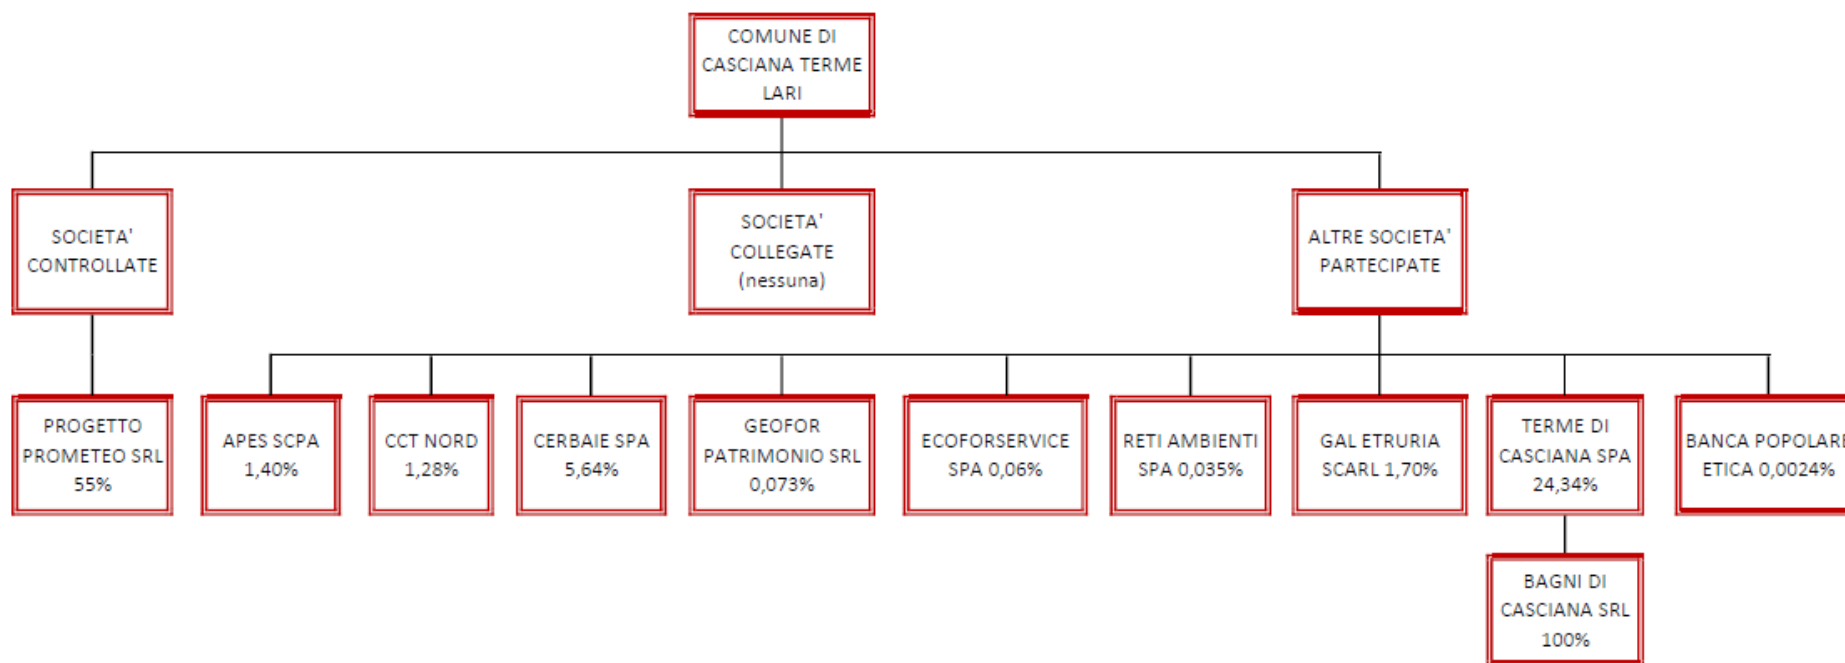 COMUNE DI
CASCIANA TERME
LARI
SOCIETA'
CONTROLLATE
SOCIETA'
COLLEGATE
(nessuna)
ALTRE SOCIETA'
PARTECIPATE
PROGETTO
PROMETEO SRL
55%
APES SCPA
1,40%
CCT NORD
1,28%
CERBAIE SPA
5,64%
GEOFOR
PATRIMONIO SRL
0,073%
ECOFORSERVICE
SPA 0,06%
RETI AMBIENTI
SPA 0,035%
GAL ETRURIA
SCARL 1,70%
TERME DI
CASCIANA SPA
24,34%
BANCA POPOLARE
ETICA 0,0024%
BAGNI DI
CASCIANA SRL
100%